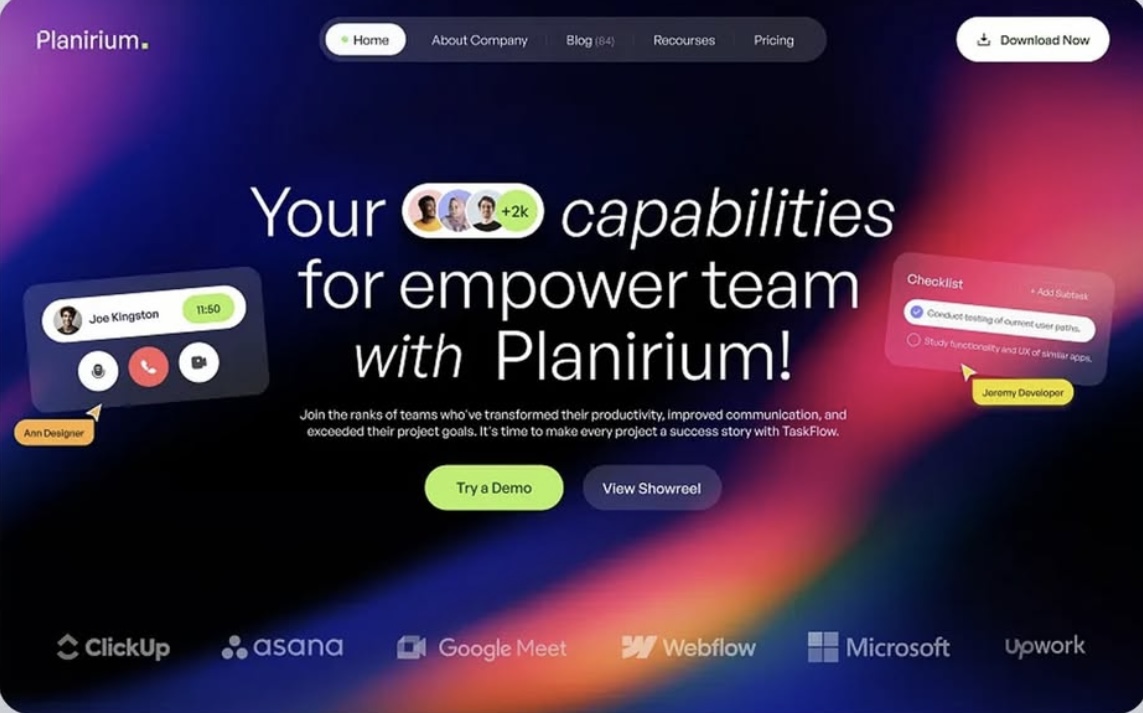 Planirium.
Home About Company Blog (84) Recourses Pricing
Download Now
Your +2k capabilities
for empower team
with Planirium!
Joe Kingston 11:50
Ann Designer
Checklist
+ Add Subtask
Conduct testing of current user paths.
Study functionality and UX of similar apps.
Jeremy Developer
Join the ranks of teams who've transformed their productivity, improved communication, and
exceeded their project goals. It's time to make every project a success story with TaskFlow.
Try a Demo View Showreel
ClickUp asana Google Meet Webflow Microsoft Upwork